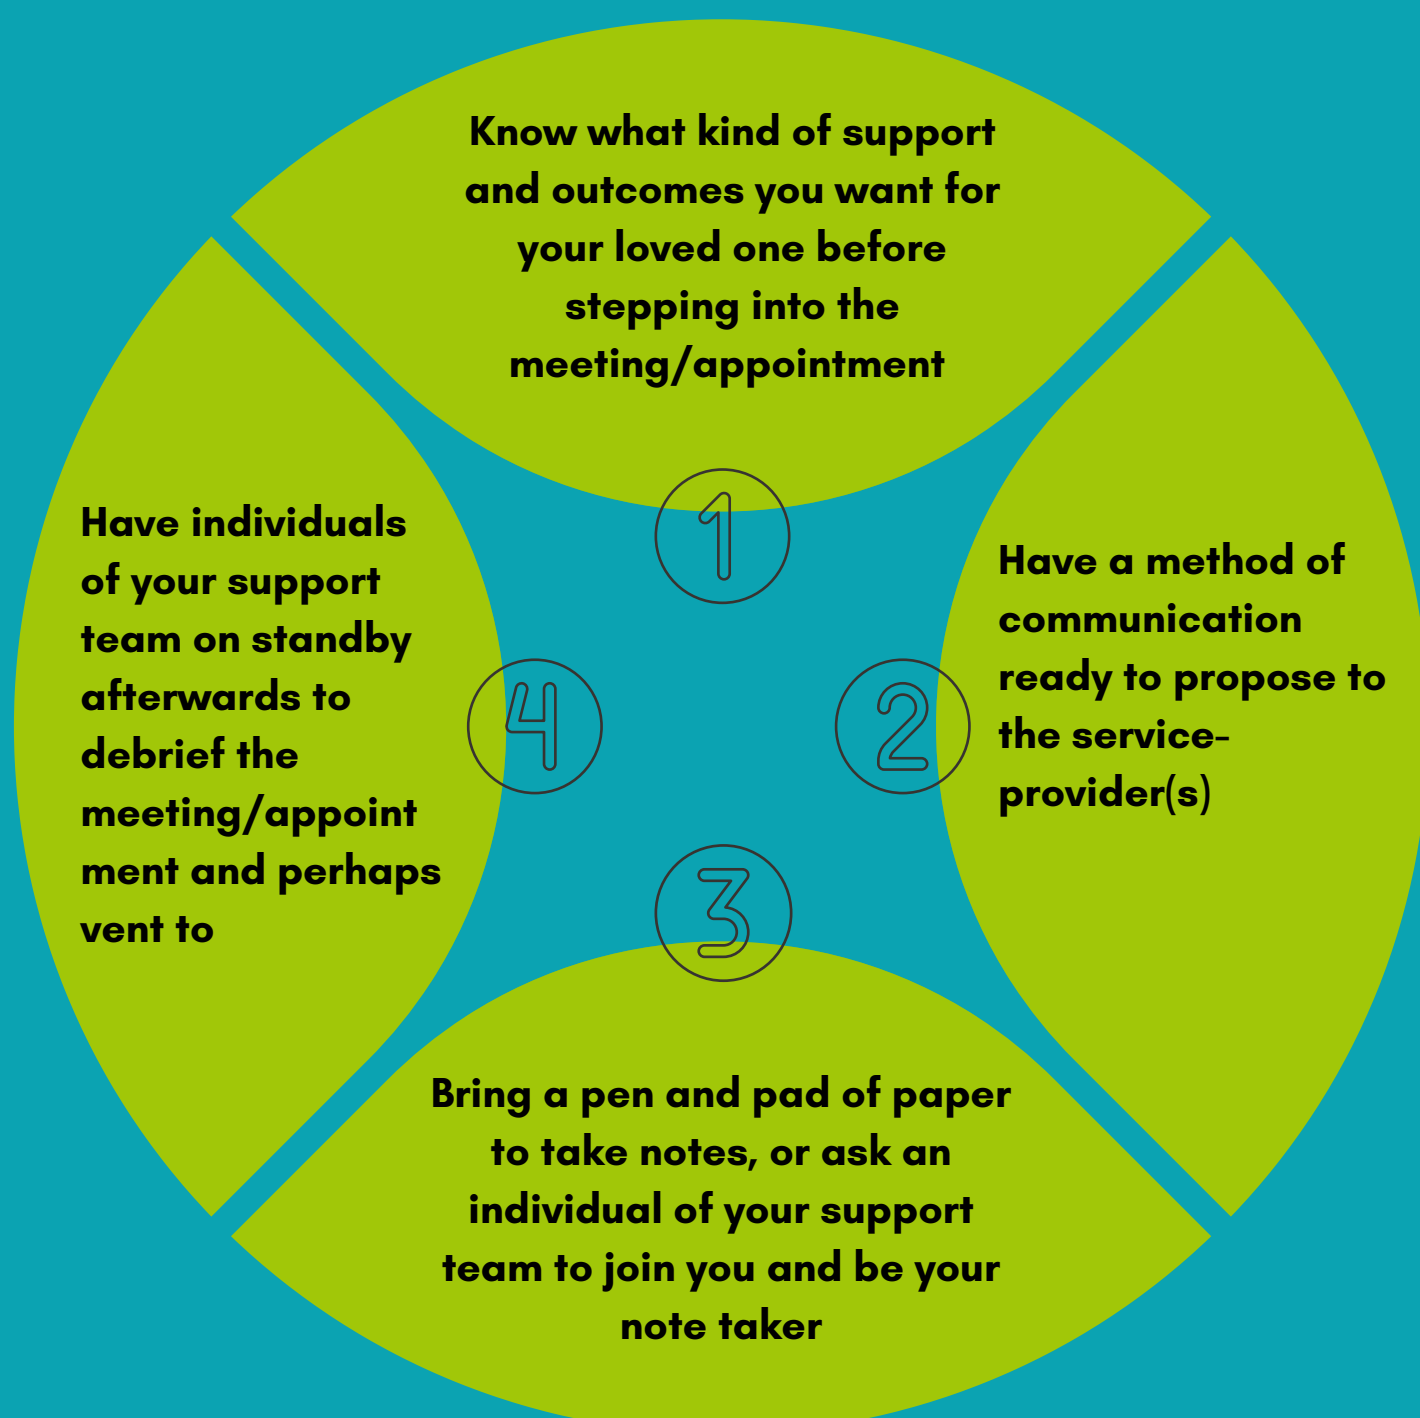 Know what kind of support
and outcomes you want for
your loved one before
stepping into the
meeting/appointment
1
Have a method of
communication
ready to propose to
the service-
provider(s)
2
3
Bring a pen and pad of paper
to take notes, or ask an
individual of your support
team to join you and be your
note taker
4
Have individuals
of your support
team on standby
afterwards to
debrief the
meeting/appoint
ment and perhaps
vent to